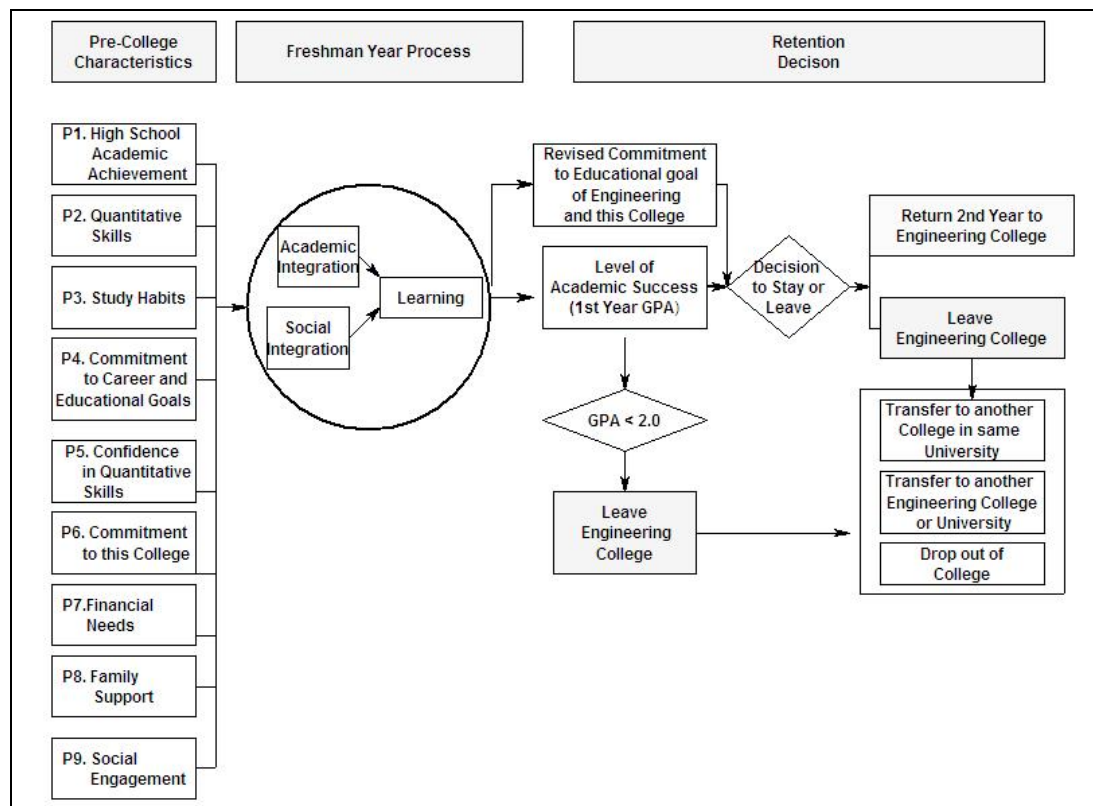 Pre-College
Characteristics
Freshman Year Process
Retention
Decison
P1. High School
Academic
Achievement
P2. Quantitative
Skills
P3. Study Habits
P4. Commitment
to Career and
Educational Goals
P5. Confidence
in Quantitative
Skills
P6. Commitment
to this College
P7.Financial
Needs
P8. Family
Support
P9. Social
Engagement
Academic
Integration
Social
Integration
Learning
Revised Commitment
to Educational goal
of Engineering
and this College
Level of
Academic Success
(1st Year GPA)
GPA < 2.0
Leave
Engineering
College
Decision
to Stay or
Leave
Return 2nd Year to
Engineering College
Leave
Engineering College
Transfer to another
College in same
University
Transfer to another
Engineering College
or University
Drop out of
College